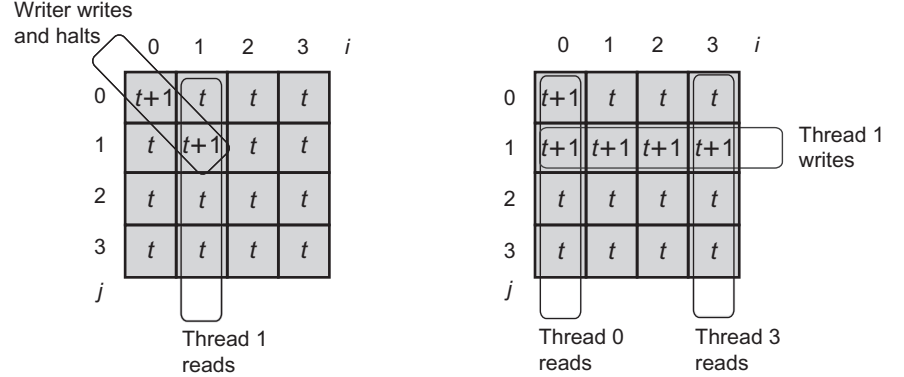 Writer writes
and halts
0 1 2 3 i
0 t+1 t t t
1 t t+1 t t
2 t t t t
3 t t t t
j
Thread 1
reads
0 1 2 3 i
0 t+1 t t t
1 t+1 t+1 t+1 t+1
2 t t t t
3 t t t t
j
Thread 1
writes
Thread 0
reads
Thread 3
reads